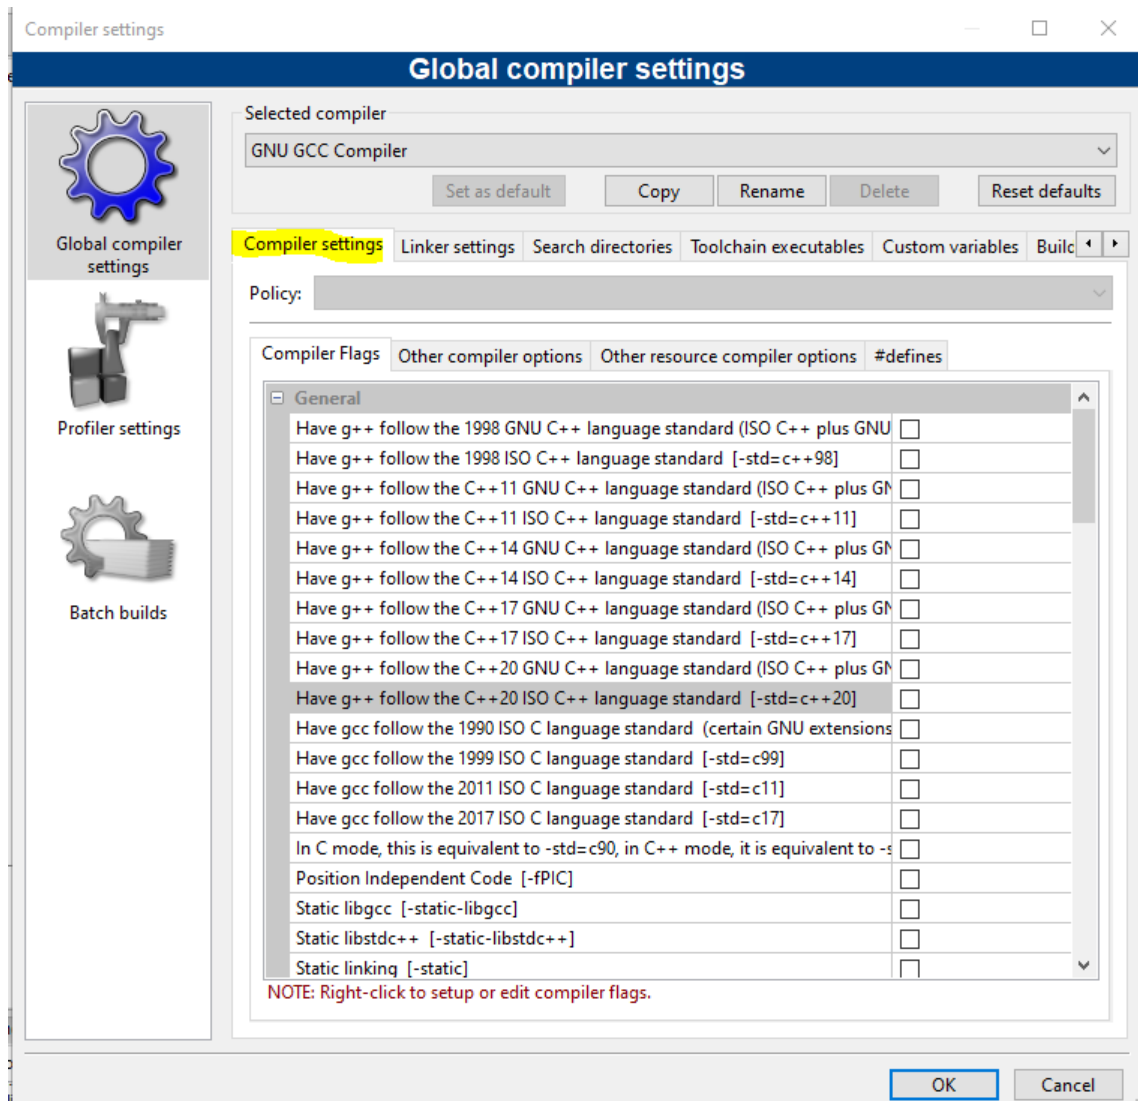 Compiler settings
Global compiler settings
Global compiler
settings
Profiler settings
Batch builds
Selected compiler
GNU GCC Compiler
Set as default
Copy
Rename
Delete
Reset defaults
Compiler settings
Linker settings
Search directories
Toolchain executables
Custom variables
Builc
Policy:
Compiler Flags
Other compiler options
Other resource compiler options
#defines
General
Have g++ follow the 1998 GNU C++ language standard (ISO C++ plus GNU
Have g++ follow the 1998 ISO C++ language standard [-std=c++98]
Have g++ follow the C++11 GNU C++ language standard (ISO C++ plus GN
Have g++ follow the C++11 ISO C++ language standard [-std=c++11]
Have g++ follow the C++14 GNU C++ language standard (ISO C++ plus GN
Have g++ follow the C++14 ISO C++ language standard [-std=c++14]
Have g++ follow the C++17 GNU C++ language standard (ISO C++ plus GN
Have g++ follow the C++17 ISO C++ language standard [-std=c++17]
Have g++ follow the C++20 GNU C++ language standard (ISO C++ plus GN
Have g++ follow the C++20 ISO C++ language standard [-std=c++20]
Have gcc follow the 1990 ISO C language standard (certain GNU extensions
Have gcc follow the 1999 ISO C language standard [-std=c99]
Have gcc follow the 2011 ISO C language standard [-std=c11]
Have gcc follow the 2017 ISO C language standard [-std=c17]
In C mode, this is equivalent to -std=c90, in C++ mode, it is equivalent to -s
Position Independent Code [-fPIC]
Static libgcc [-static-libgcc]
Static libstdc++ [-static-libstdc++]
Static linking [-static]
NOTE: Right-click to setup or edit compiler flags.
OK
Cancel